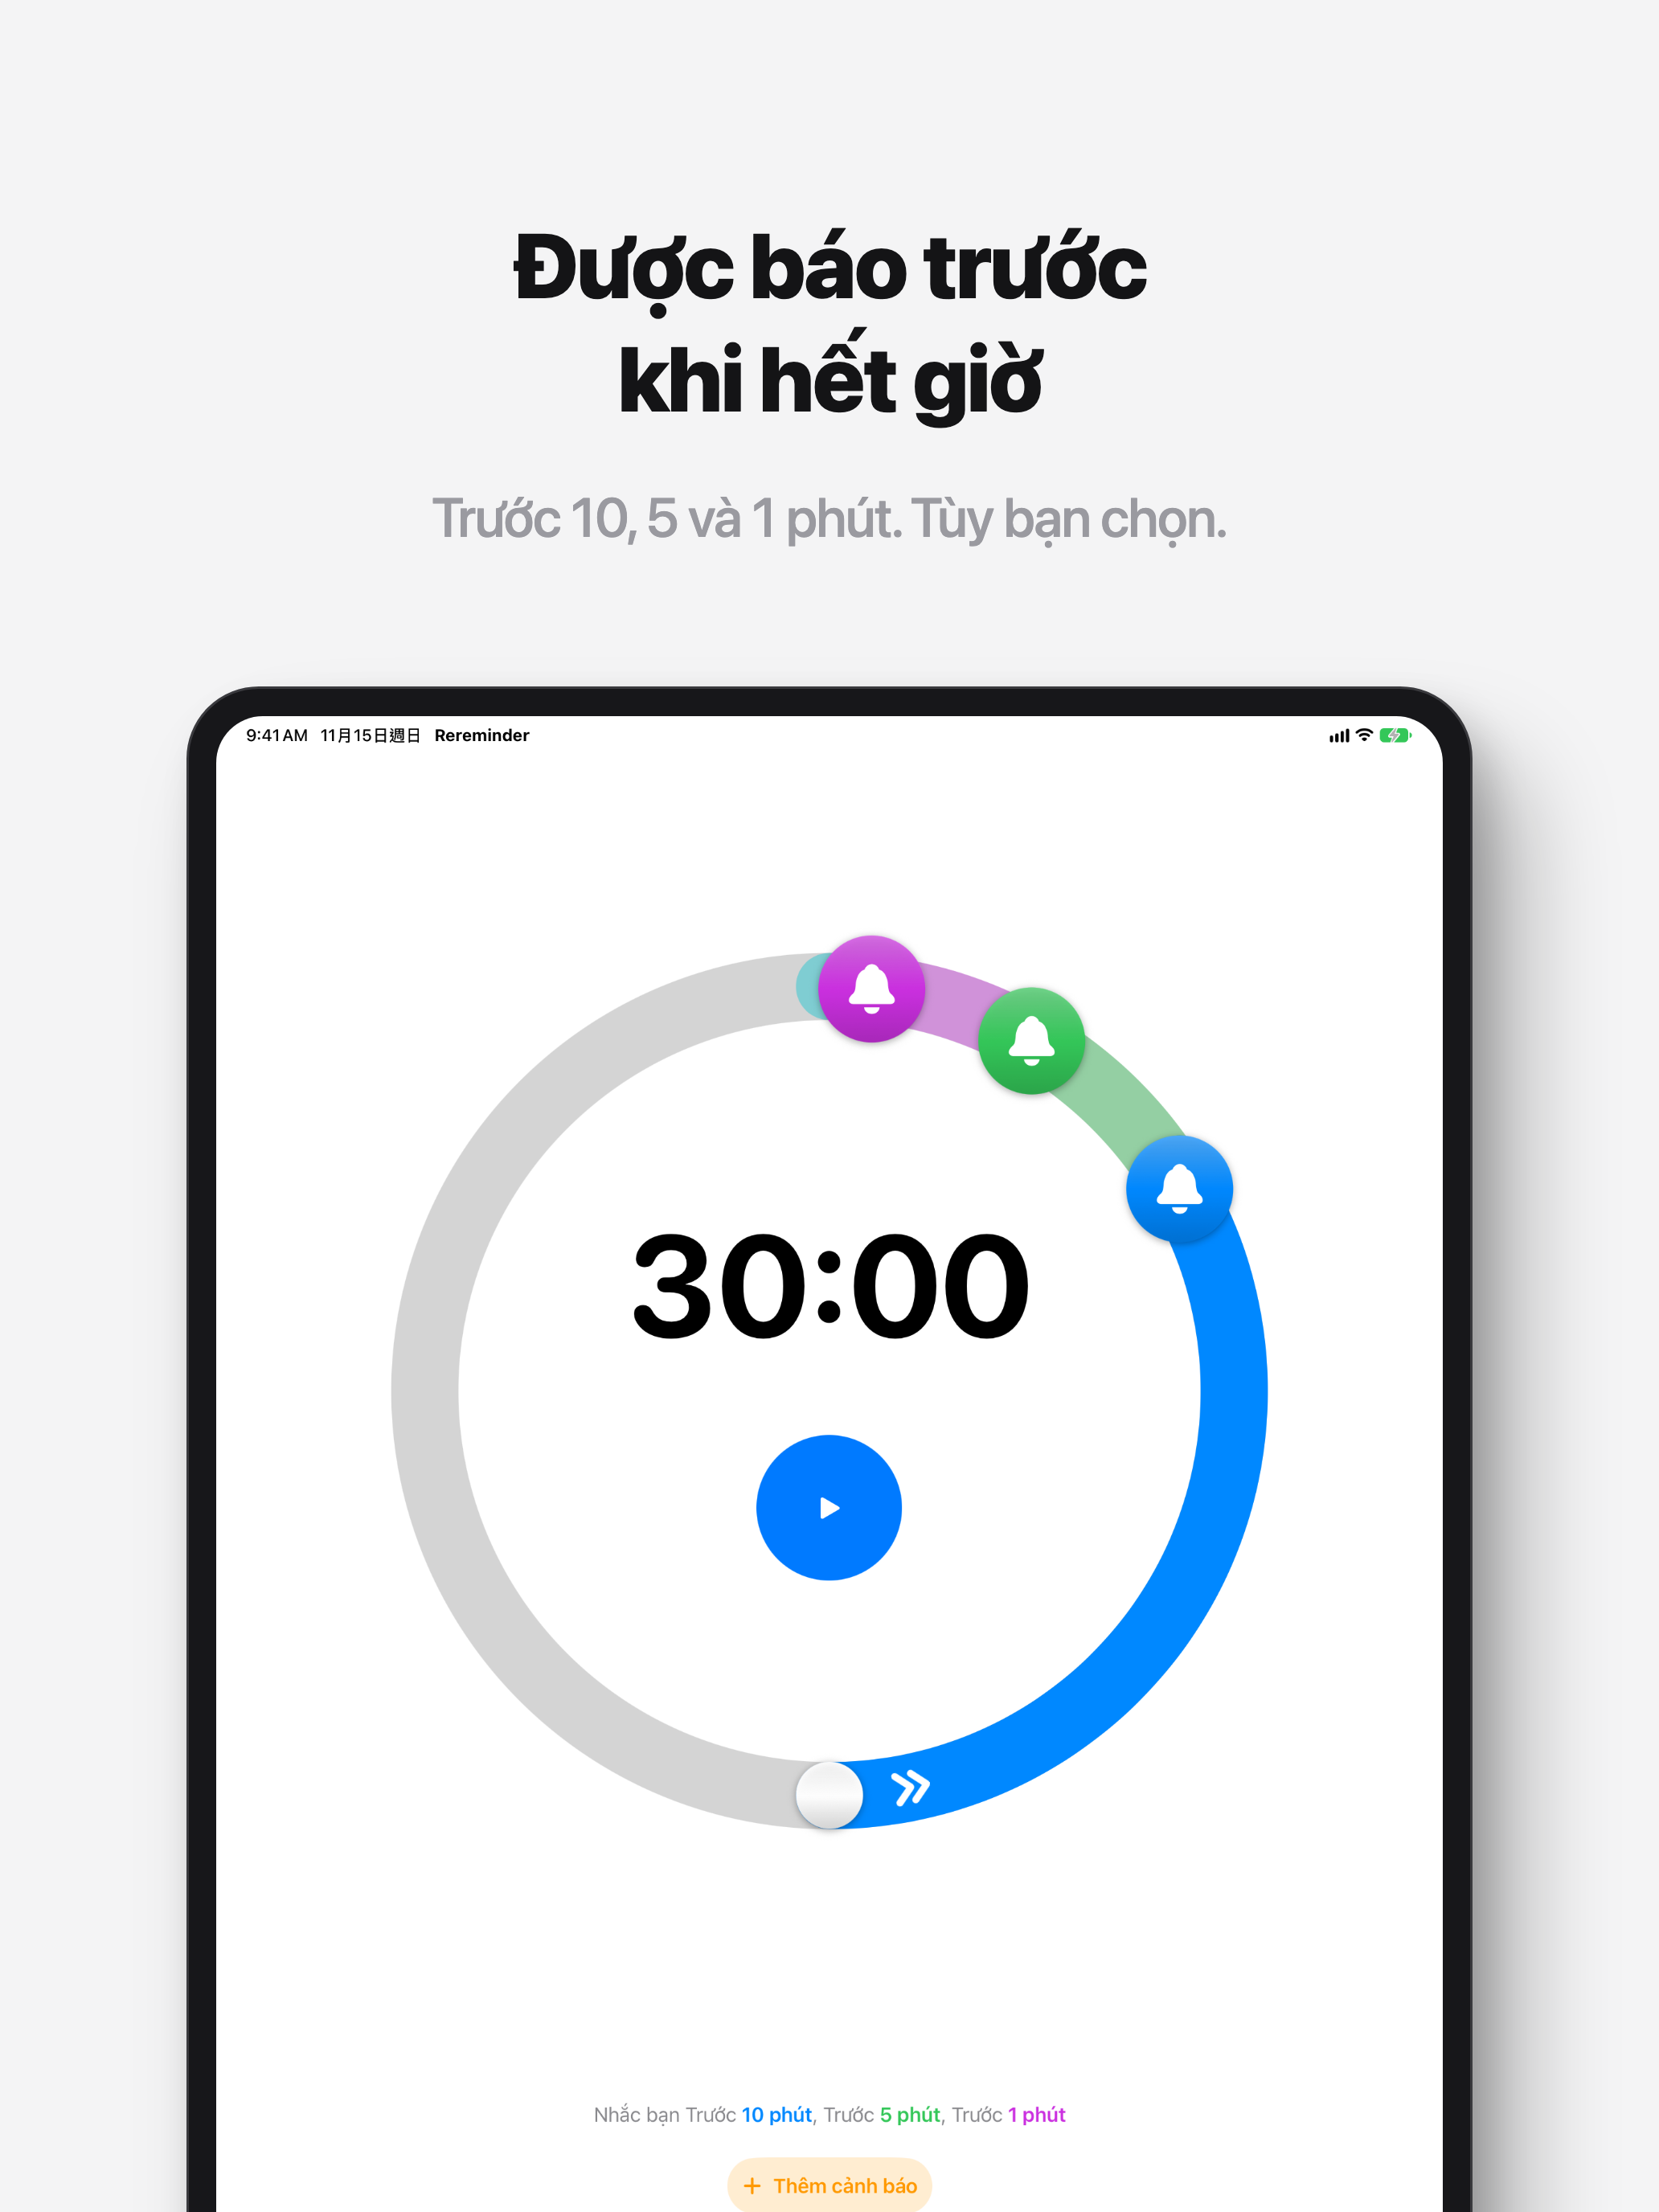 Được báo trước
khi hết giờ
Trước 10, 5 và 1 phút. Tùy bạn chọn.
9:41 AM 11月15日週日 Rereminder
30:00
Nhắc bạn Trước 10 phút, Trước 5 phút, Trước 1 phút
+ Thêm cảnh báo